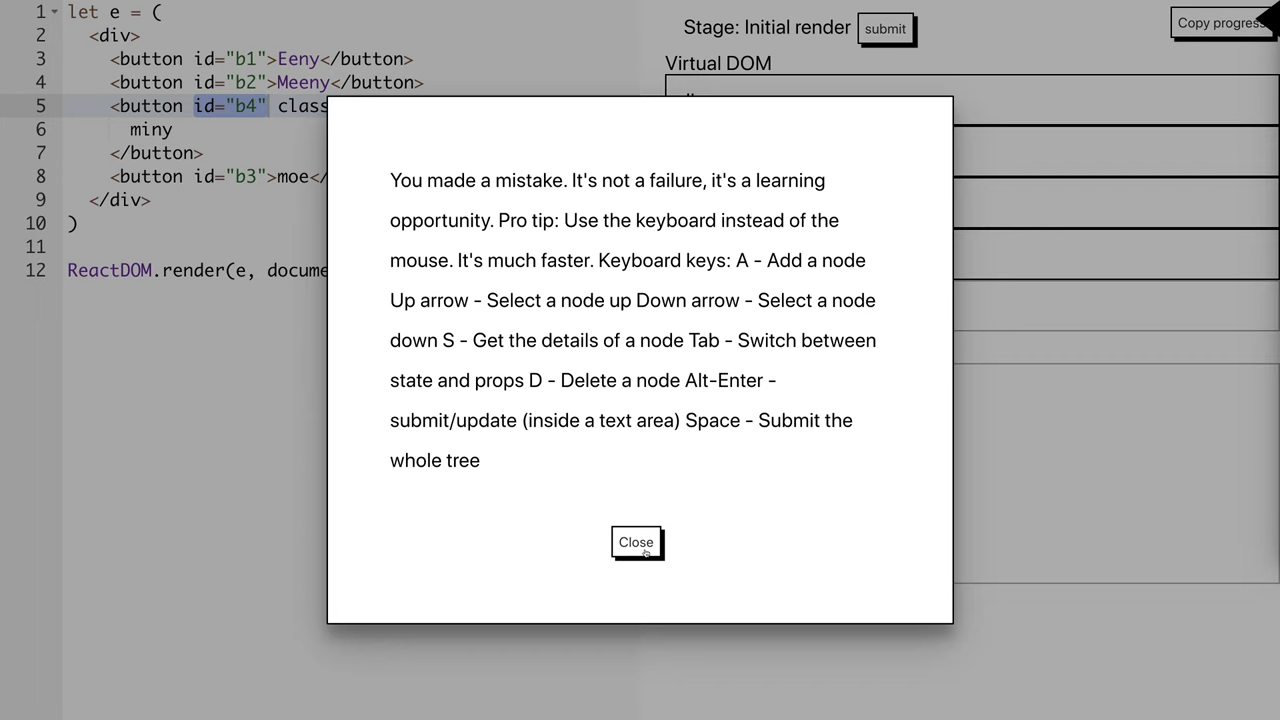 1 let e = (
2 <div>
3 <button id="b1">Eeny</button>
4 <button id="b2">Meeny</button>
5 <button id="b4" class
6 miny
7 </button>
8 <button id="b3">moe</
9 </div>
10 )
11
12 ReactDOM.render(e, docume
Stage: Initial render submit
Copy progress
Virtual DOM
You made a mistake. It's not a failure, it's a learning
opportunity. Pro tip: Use the keyboard instead of the
mouse. It's much faster. Keyboard keys: A - Add a node
Up arrow - Select a node up Down arrow - Select a node
down S - Get the details of a node Tab - Switch between
state and props D - Delete a node Alt-Enter -
submit/update (inside a text area) Space - Submit the
whole tree
Close